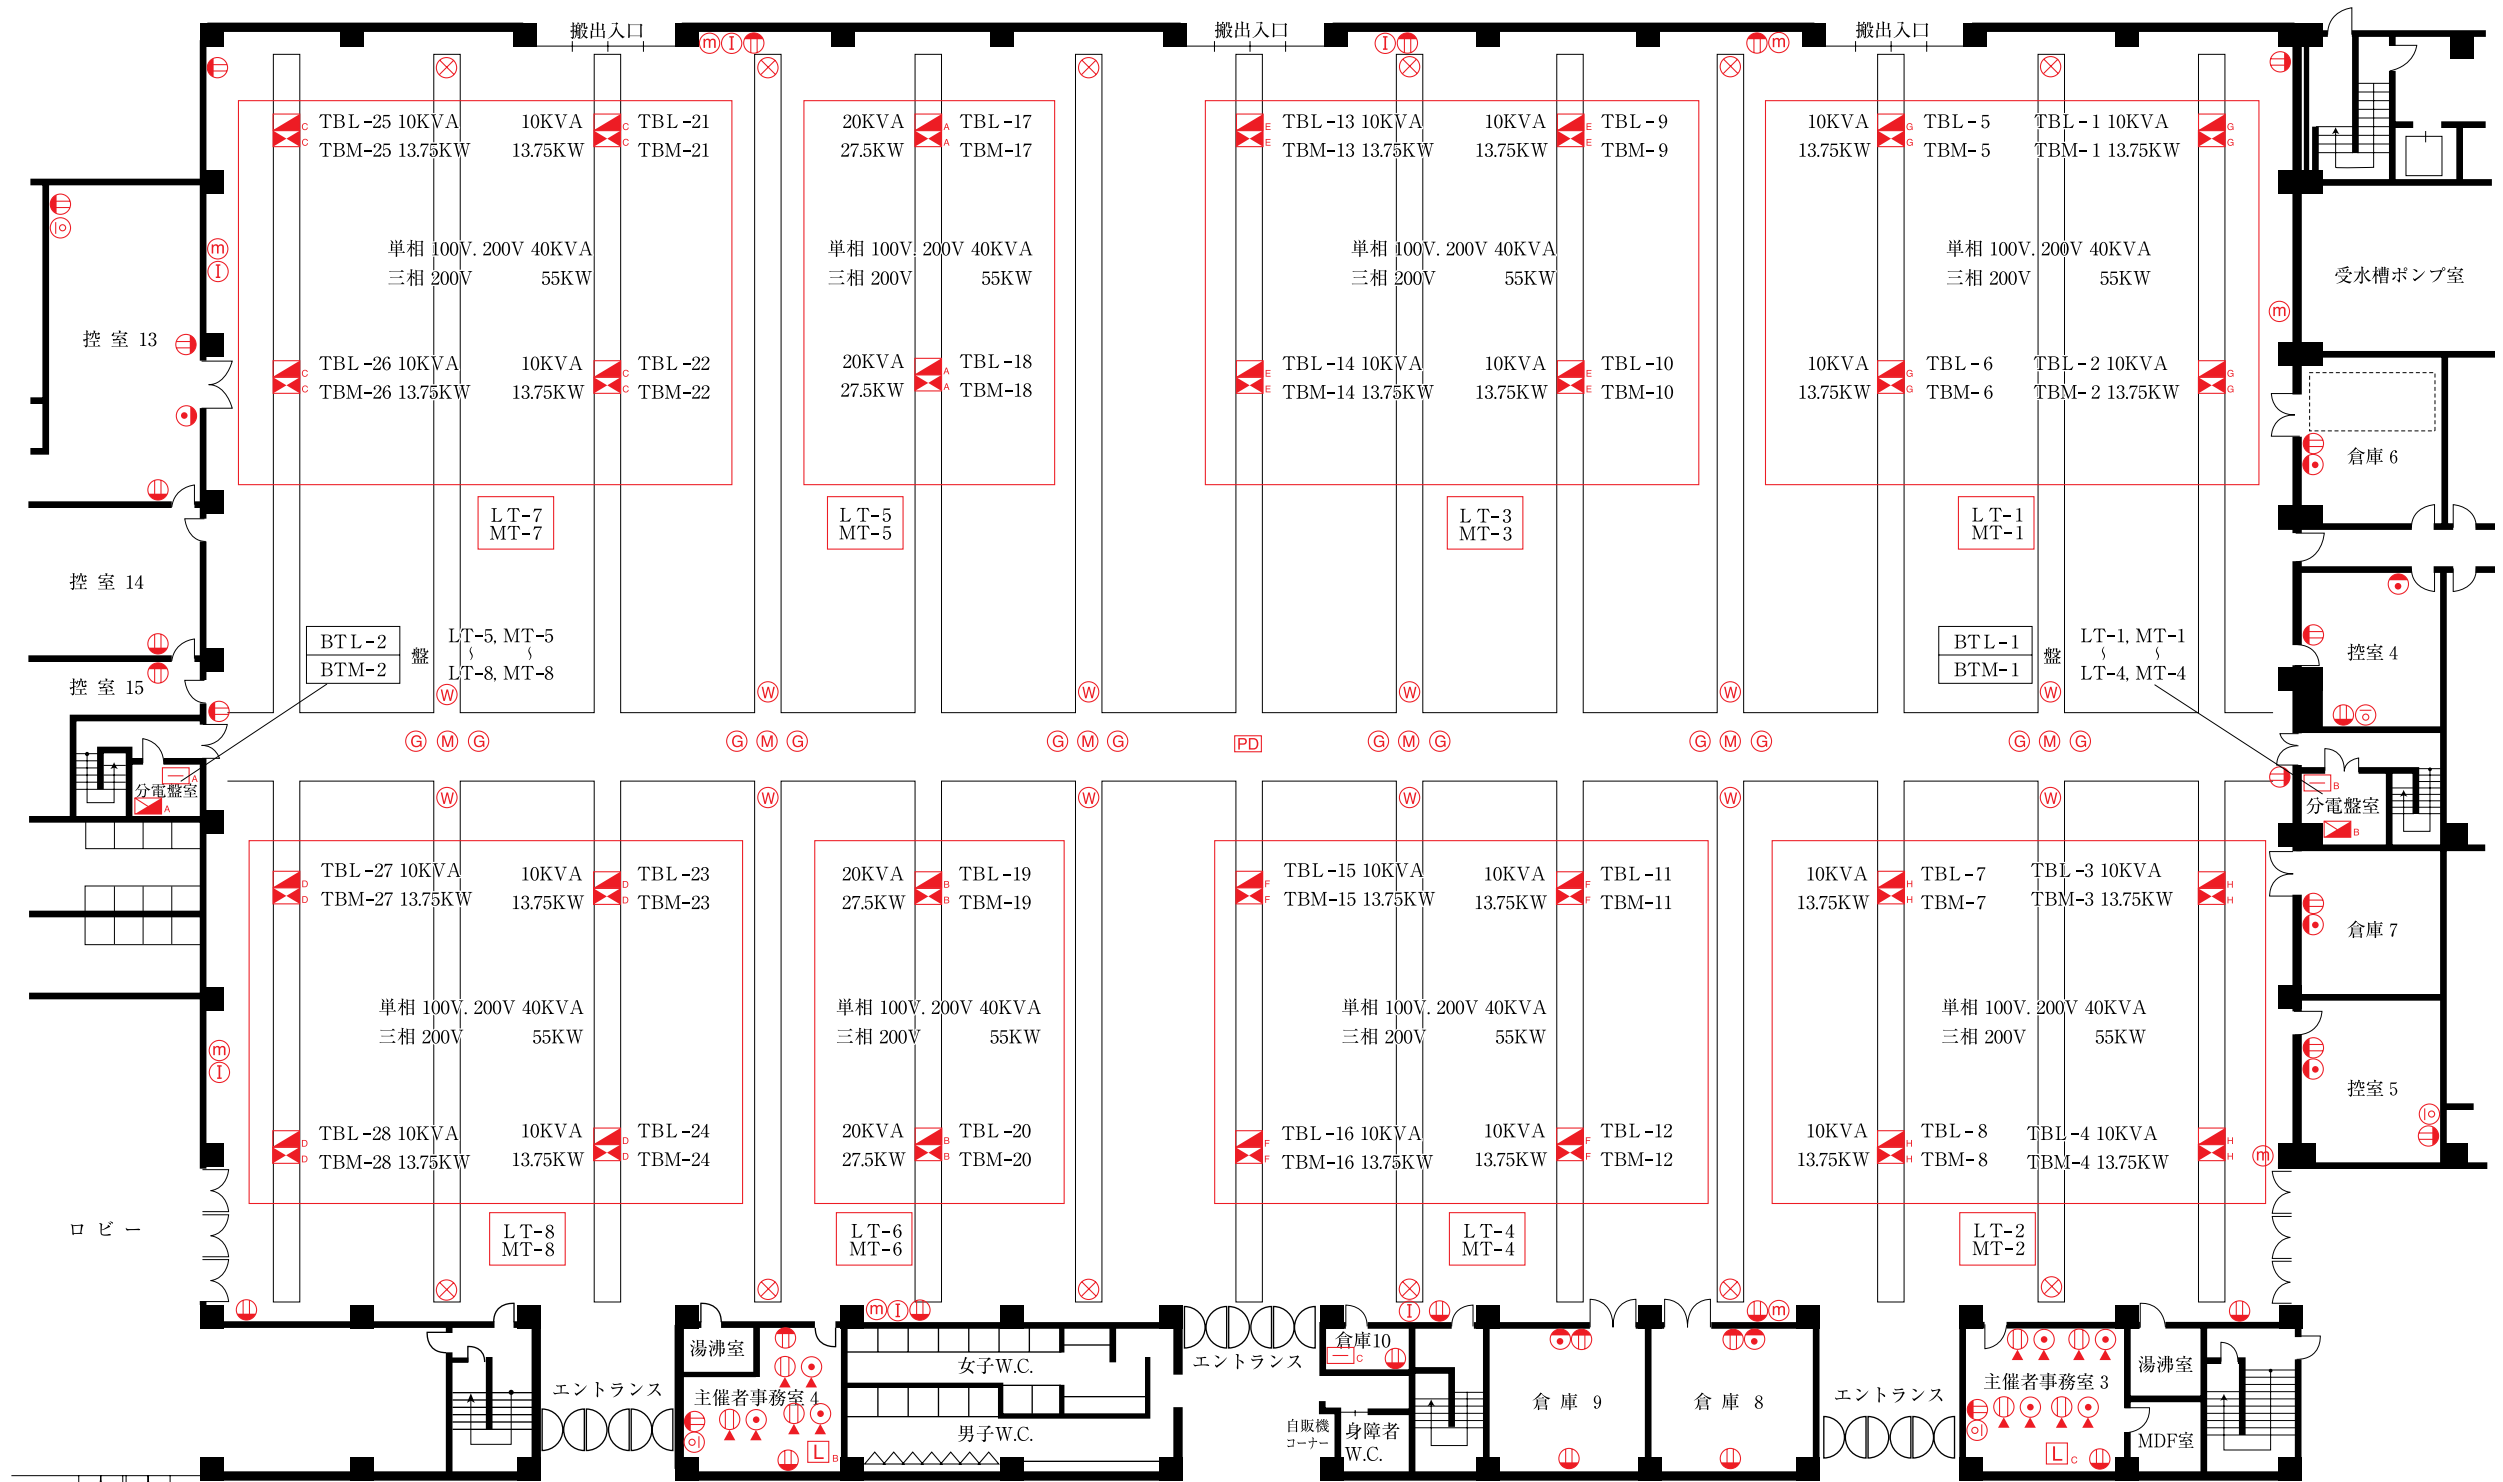 搬出入口
搬出入口
搬出入口
m I
I
m
C TBL-25 10KVA
C TBM-25 13.75KW
10KVA C TBL-21
13.75KW C TBM-21
20KVA A TBL-17
27.5KW A TBM-17
E TBL-13 10KVA
E TBM-13 13.75KW
10KVA E TBL-9
13.75KW E TBM-9
10KVA G TBL-5
13.75KW G TBM-5
TBL-1 10KVA G
TBM-1 13.75KW G
単相 100V. 200V 40KVA
三相 200V 55KW
単相 100V. 200V 40KVA
三相 200V 55KW
単相 100V. 200V 40KVA
三相 200V 55KW
単相 100V. 200V 40KVA
三相 200V 55KW
m
I
m
受水槽ポンプ室
控 室 13
C TBL-26 10KVA
C TBM-26 13.75KW
10KVA C TBL-22
13.75KW C TBM-22
20KVA A TBL-18
27.5KW A TBM-18
E TBL-14 10KVA
E TBM-14 13.75KW
10KVA E TBL-10
13.75KW E TBM-10
10KVA G TBL-6
13.75KW G TBM-6
TBL-2 10KVA G
TBM-2 13.75KW G
倉庫 6
LT-7
MT-7
LT-5
MT-5
LT-3
MT-3
LT-1
MT-1
控 室 14
BTL-2
BTM-2
盤
LT-5, MT-5
~ ~
LT-8, MT-8
BTL-1
BTM-1
盤
LT-1, MT-1
~ ~
LT-4, MT-4
控室 4
控 室 15
W W W W W W
G M G
G M G
G M G
PD
G M G
G M G
G M G
A
分電盤室
A
B
分電盤室
B
W W W W W W
D TBL-27 10KVA
D TBM-27 13.75KW
10KVA D TBL-23
13.75KW D TBM-23
20KVA B TBL-19
27.5KW B TBM-19
F TBL-15 10KVA
F TBM-15 13.75KW
10KVA F TBL-11
13.75KW F TBM-11
10KVA H TBL-7
13.75KW H TBM-7
TBL-3 10KVA H
TBM-3 13.75KW H
倉庫 7
単相 100V. 200V 40KVA
三相 200V 55KW
単相 100V. 200V 40KVA
三相 200V 55KW
単相 100V. 200V 40KVA
三相 200V 55KW
単相 100V. 200V 40KVA
三相 200V 55KW
m
I
控室 5
D TBL-28 10KVA
D TBM-28 13.75KW
10KVA D TBL-24
13.75KW D TBM-24
20KVA B TBL-20
27.5KW B TBM-20
F TBL-16 10KVA
F TBM-16 13.75KW
10KVA F TBL-12
13.75KW F TBM-12
10KVA H TBL-8
13.75KW H TBM-8
TBL-4 10KVA H
TBM-4 13.75KW H
m
ロ ビ ー
LT-8
MT-8
LT-6
MT-6
LT-4
MT-4
LT-2
MT-2
m I
I
m
湯沸室
女子W.C.
エントランス
倉庫10
C
湯沸室
エントランス
主催者事務室 4
倉 庫 9
倉 庫 8
エントランス
主催者事務室 3
男子W.C.
自販機
コーナー
身障者
W.C.
MDF室
L B
L C